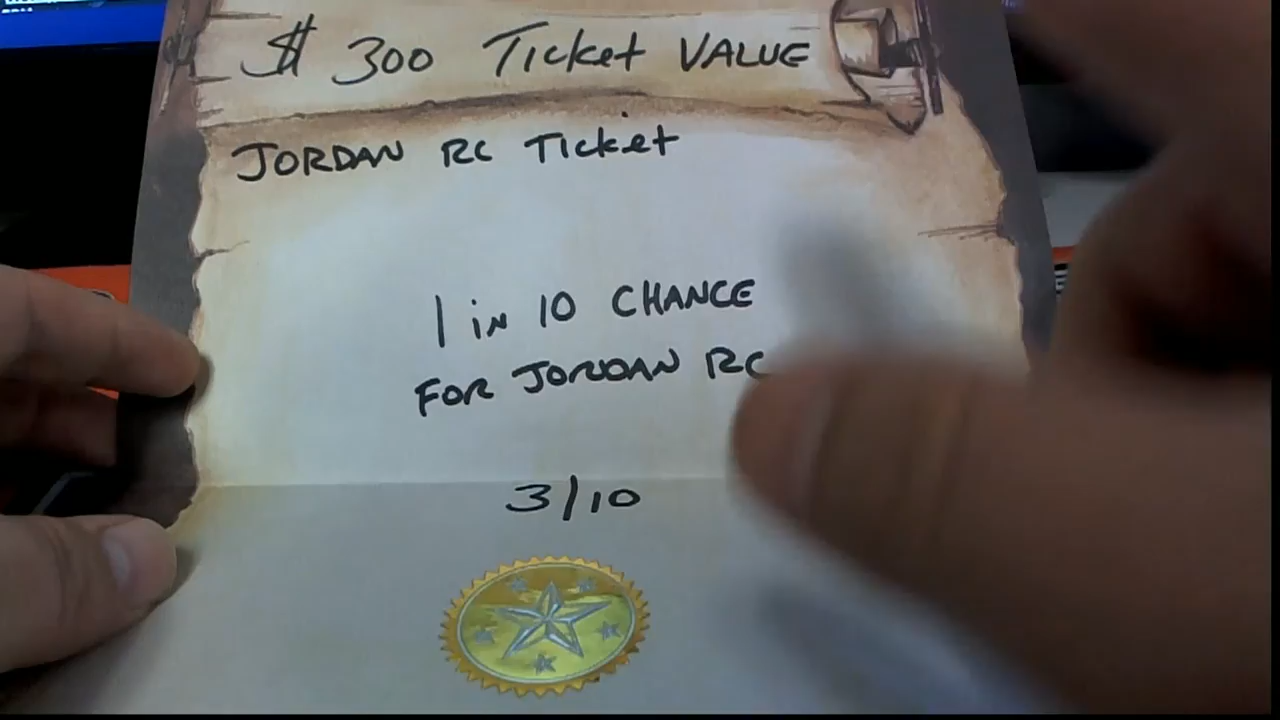 $ 300 Ticket VALUE
JORDAN RC Ticket
1 in 10 CHANCE
FOR JORDAN RC
3/10